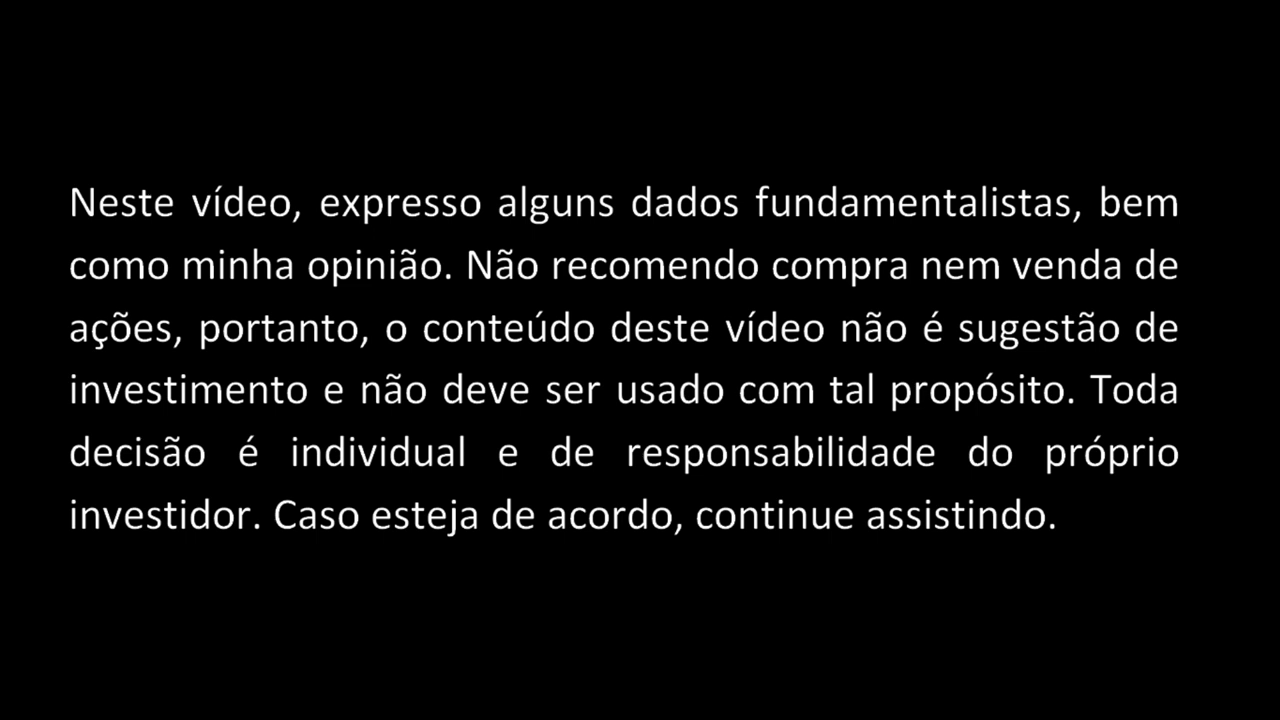 Neste vídeo, expresso alguns dados fundamentalistas, bem
como minha opinião. Não recomendo compra nem venda de
ações, portanto, o conteúdo deste vídeo não é sugestão de
investimento e não deve ser usado com tal propósito. Toda
decisão é individual e de responsabilidade do próprio
investidor. Caso esteja de acordo, continue assistindo.